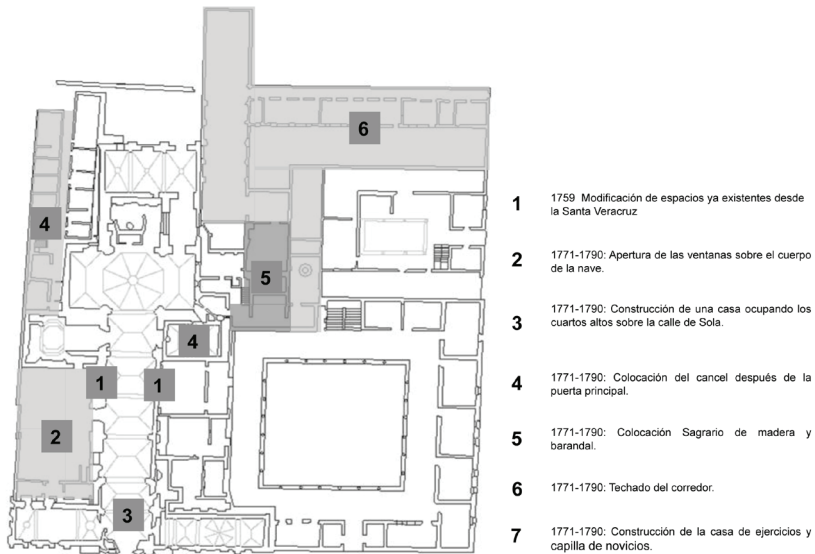 6
4
5
4
1
1
2
3
1 1759 Modificación de espacios ya existentes desde
la Santa Veracruz
2 1771-1790: Apertura de las ventanas sobre el cuerpo
de la nave.
3 1771-1790: Construcción de una casa ocupando los
cuartos altos sobre la calle de Sola.
4 1771-1790: Colocación del cancel después de la
puerta principal.
5 1771-1790: Colocación Sagrario de madera y
barandal.
6 1771-1790: Techado del corredor.
7 1771-1790: Construcción de la casa de ejercicios y
capilla de novicios.